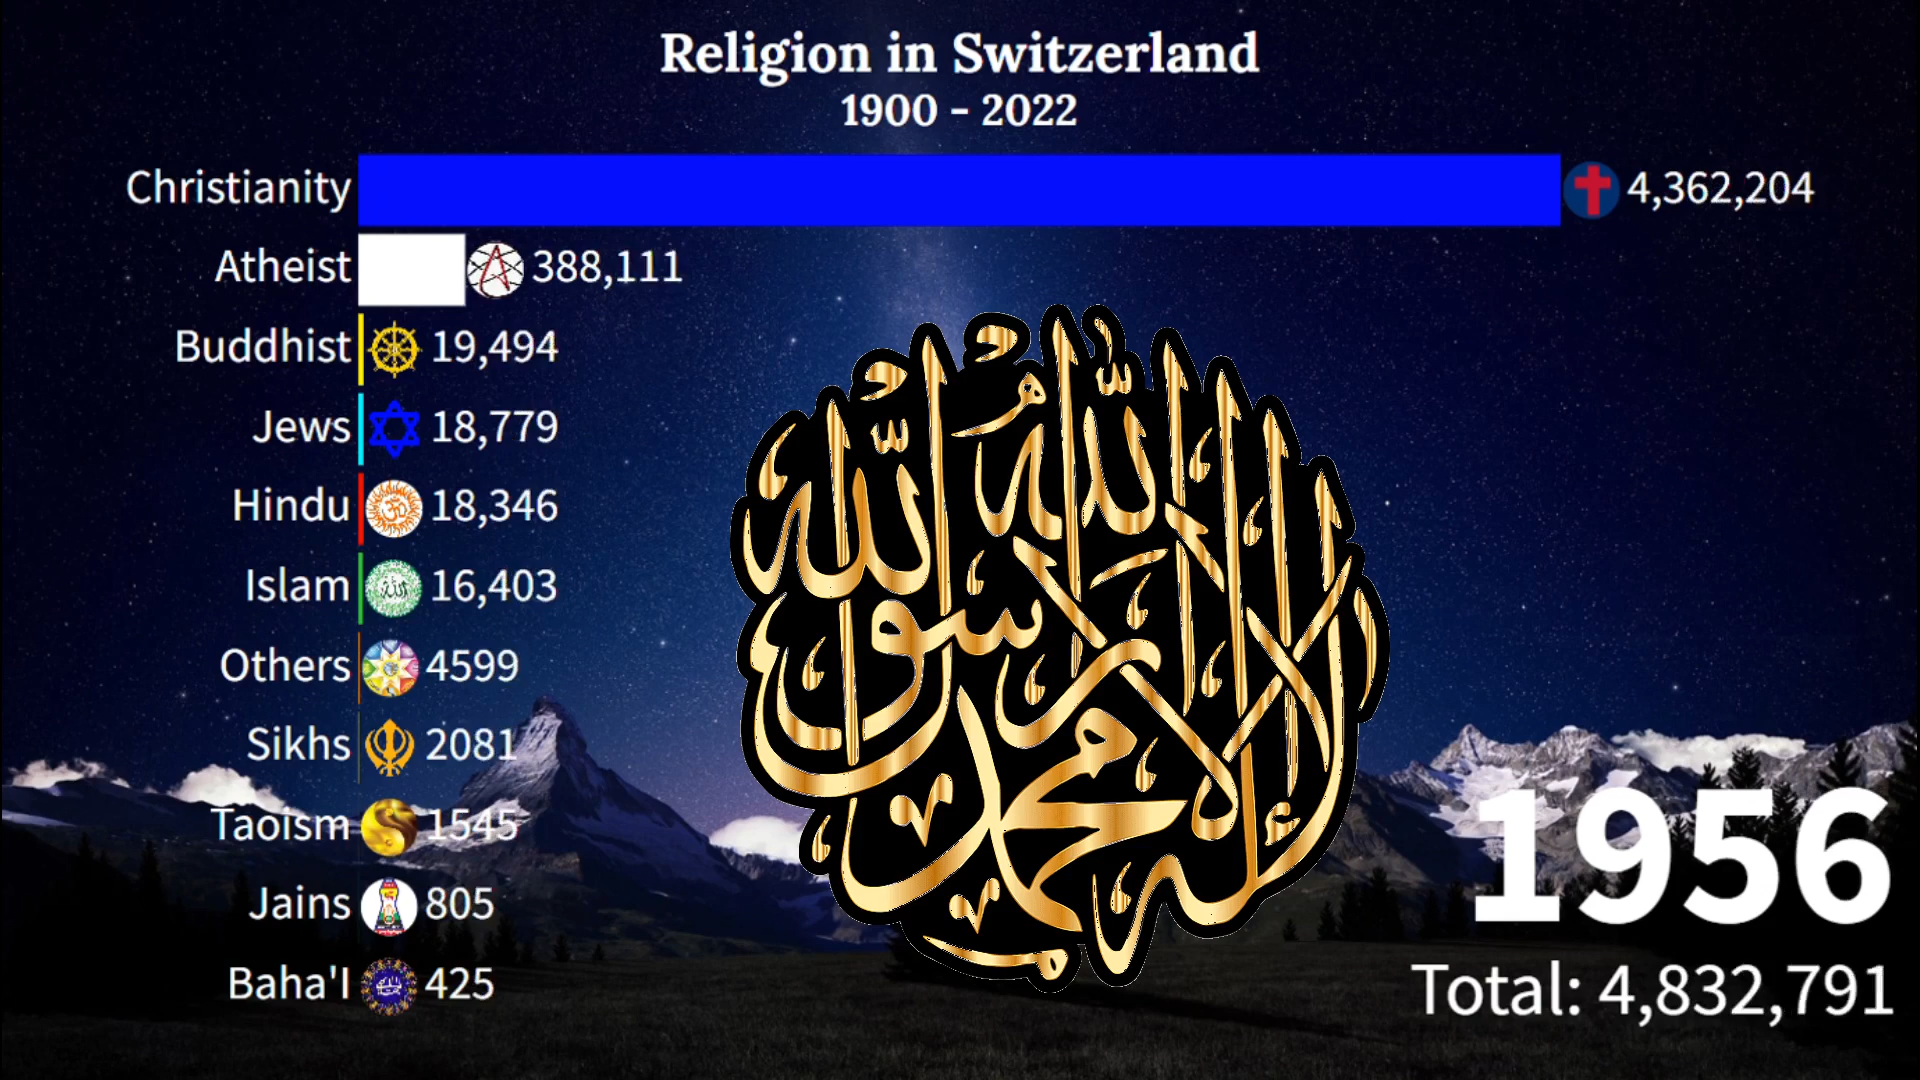 Religion in Switzerland
1900 - 2022
Christianity 4,362,204
Atheist 388,111
Buddhist 19,494
Jews 18,779
Hindu 18,346
Islam 16,403
Others 4599
Sikhs 2081
Taoism 1545
Jains 805
Baha'I 425
لا إله إلا الله محمد رسول الله
1956
Total: 4,832,791